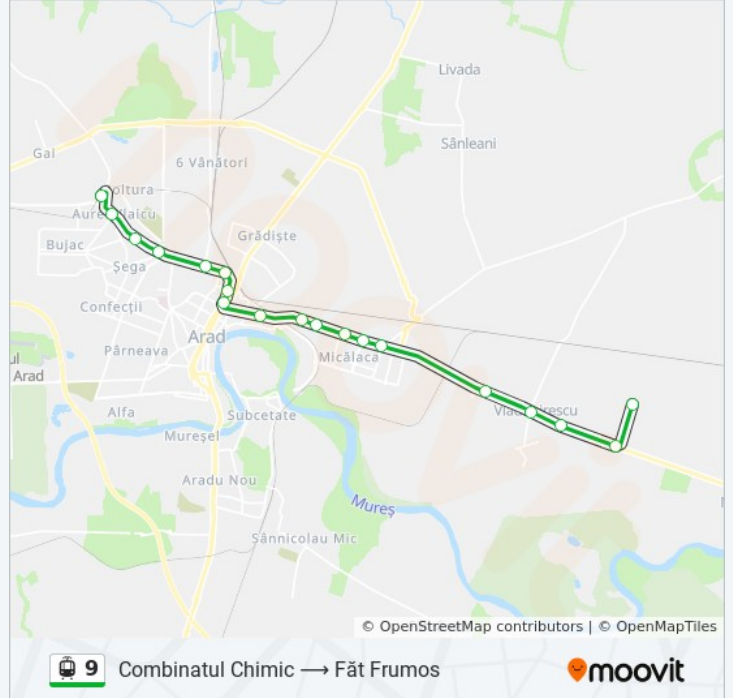 Livada
Sânleani
Gai
6 Vânători
Aurel Vlaicu
Bujac
Grădiște
Șega
Confecții
Arad
Pârneava
Micălaca
ul
Arad
Alfa
Subcetate
Mureșel
Aradu Nou
Mureș
Sânnicolau Mic
© OpenStreetMap contributors | © OpenMapTiles
9 Combinatul Chimic → Făt Frumos
moovit